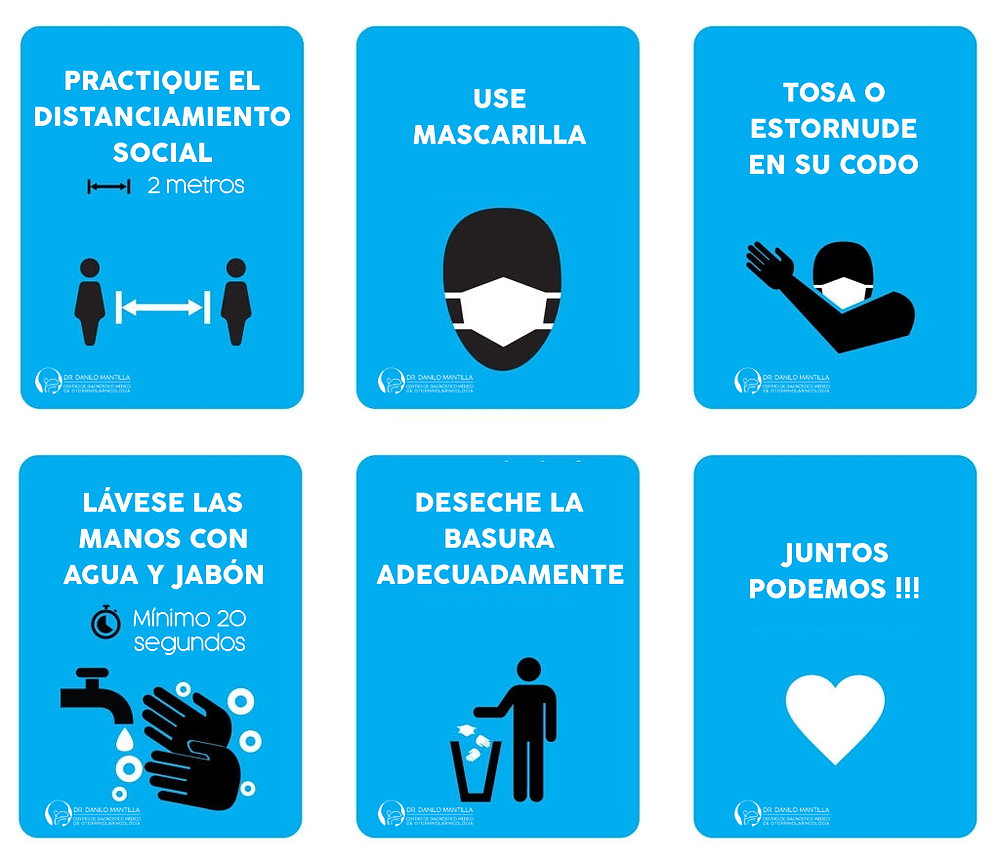 PRACTIQUE EL
DISTANCIAMIENTO
SOCIAL
2 metros
DR. DANILO MANTILLA
CENTRO DE DIAGNÓSTICO MÉDICO
DE OTORRINOLARINGOLOGÍA
USE
MASCARILLA
DR. DANILO MANTILLA
CENTRO DE DIAGNÓSTICO MÉDICO
DE OTORRINOLARINGOLOGÍA
TOSA O
ESTORNUDE
EN SU CODO
DR. DANILO MANTILLA
CENTRO DE DIAGNÓSTICO MÉDICO
DE OTORRINOLARINGOLOGÍA
LÁVESE LAS
MANOS CON
AGUA Y JABÓN
Mínimo 20
segundos
DR. DANILO MANTILLA
CENTRO DE DIAGNÓSTICO MÉDICO
DE OTORRINOLARINGOLOGÍA
DESECHE LA
BASURA
ADECUADAMENTE
DR. DANILO MANTILLA
CENTRO DE DIAGNÓSTICO MÉDICO
DE OTORRINOLARINGOLOGÍA
JUNTOS
PODEMOS !!!
DR. DANILO MANTILLA
CENTRO DE DIAGNÓSTICO MÉDICO
DE OTORRINOLARINGOLOGÍA